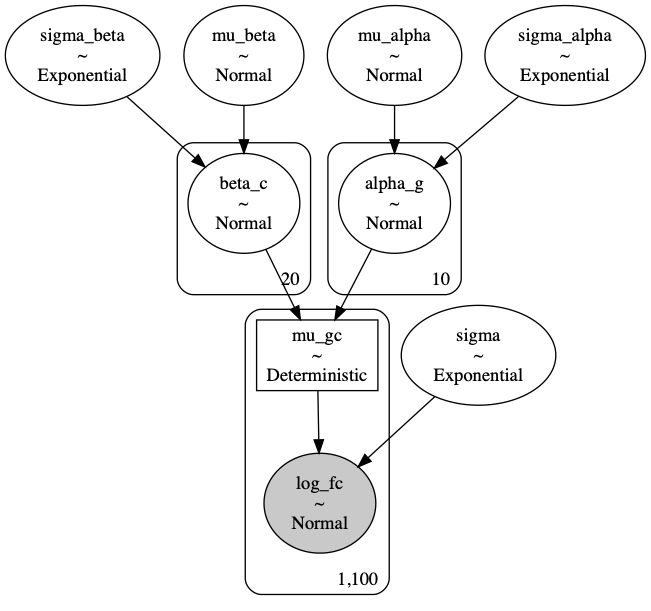 sigma_beta
~
Exponential
mu_beta
~
Normal
mu_alpha
~
Normal
sigma_alpha
~
Exponential
beta_c
~
Normal
20
alpha_g
~
Normal
10
mu_gc
~
Deterministic
sigma
~
Exponential
log_fc
~
Normal
1,100